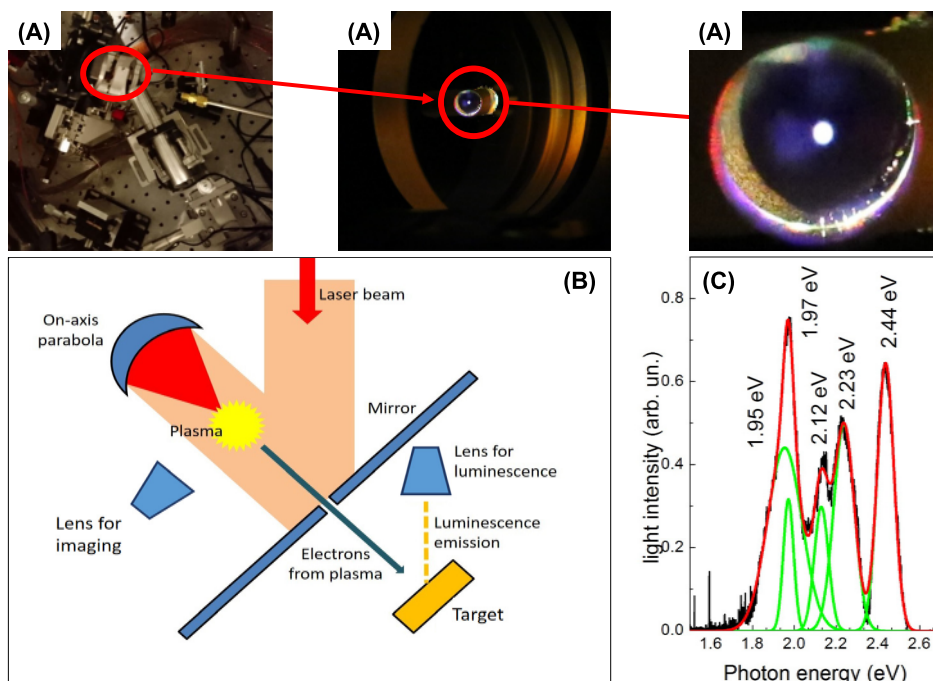 (A)
(A)
(A)
(B)
Laser beam
On-axis
parabola
Mirror
Plasma
Lens for
luminescence
Lens for
imaging
Luminescence
emission
Electrons
from plasma
Target
(C)
light intensity (arb. un.)
0.8
0.6
0.4
0.2
0.0
1.95 eV
1.97 eV
2.12 eV
2.23 eV
2.44 eV
1.6 1.8 2.0 2.2 2.4 2.6
Photon energy (eV)